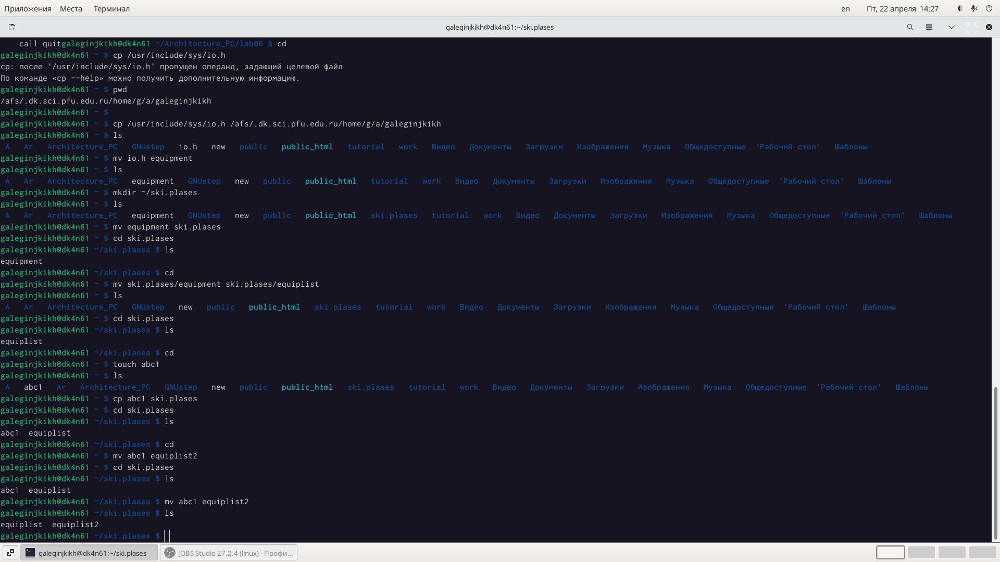 Приложения Места Терминал en Пт, 22 апреля 14:27
galeginjkikh@dk4n61:~/ski.plases
call quitgaleginjkikh@dk4n61 ~/Architecture_PC/lab06 $ cd
galeginjkikh@dk4n61 ~ $ cp /usr/include/sys/io.h
cp: после '/usr/include/sys/io.h' пропущен операнд, задающий целевой файл
По команде «cp --help» можно получить дополнительную информацию.
galeginjkikh@dk4n61 ~ $ pwd
/afs/.dk.sci.pfu.edu.ru/home/g/a/galeginjkikh
galeginjkikh@dk4n61 ~ $
galeginjkikh@dk4n61 ~ $ cp /usr/include/sys/io.h /afs/.dk.sci.pfu.edu.ru/home/g/a/galeginjkikh
galeginjkikh@dk4n61 ~ $ ls
A Ar Architecture_PC GNUstep io.h new public public_html tutorial work Видео Документы Загрузки Изображения Музыка Общедоступные 'Рабочий стол' Шаблоны
galeginjkikh@dk4n61 ~ $ mv io.h equipment
galeginjkikh@dk4n61 ~ $ ls
A Ar Architecture_PC equipment GNUstep new public public_html tutorial work Видео Документы Загрузки Изображения Музыка Общедоступные 'Рабочий стол' Шаблоны
galeginjkikh@dk4n61 ~ $ mkdir ~/ski.plases
galeginjkikh@dk4n61 ~ $ ls
A Ar Architecture_PC equipment GNUstep new public public_html ski.plases tutorial work Видео Документы Загрузки Изображения Музыка Общедоступные 'Рабочий стол' Шаблоны
galeginjkikh@dk4n61 ~ $ mv equipment ski.plases
galeginjkikh@dk4n61 ~ $ cd ski.plases
galeginjkikh@dk4n61 ~/ski.plases $ ls
equipment
galeginjkikh@dk4n61 ~/ski.plases $ cd
galeginjkikh@dk4n61 ~ $ mv ski.plases/equipment ski.plases/equiplist
galeginjkikh@dk4n61 ~ $ ls
A Ar Architecture_PC GNUstep new public public_html ski.plases tutorial work Видео Документы Загрузки Изображения Музыка Общедоступные 'Рабочий стол' Шаблоны
galeginjkikh@dk4n61 ~ $ cd ski.plases
galeginjkikh@dk4n61 ~/ski.plases $ ls
equiplist
galeginjkikh@dk4n61 ~/ski.plases $ cd
galeginjkikh@dk4n61 ~ $ touch abc1
galeginjkikh@dk4n61 ~ $ ls
A abc1 Ar Architecture_PC GNUstep new public public_html ski.plases tutorial work Видео Документы Загрузки Изображения Музыка Общедоступные 'Рабочий стол' Шаблоны
galeginjkikh@dk4n61 ~ $ cp abc1 ski.plases
galeginjkikh@dk4n61 ~ $ cd ski.plases
galeginjkikh@dk4n61 ~/ski.plases $ ls
abc1 equiplist
galeginjkikh@dk4n61 ~/ski.plases $ cd
galeginjkikh@dk4n61 ~ $ mv abc1 equiplist2
galeginjkikh@dk4n61 ~ $ cd ski.plases
galeginjkikh@dk4n61 ~/ski.plases $ ls
abc1 equiplist
galeginjkikh@dk4n61 ~/ski.plases $ mv abc1 equiplist2
galeginjkikh@dk4n61 ~/ski.plases $ ls
equiplist equiplist2
galeginjkikh@dk4n61 ~/ski.plases $
galeginjkikh@dk4n61:~/ski.plases [OBS Studio 27.2.4 (linux) - Профи...